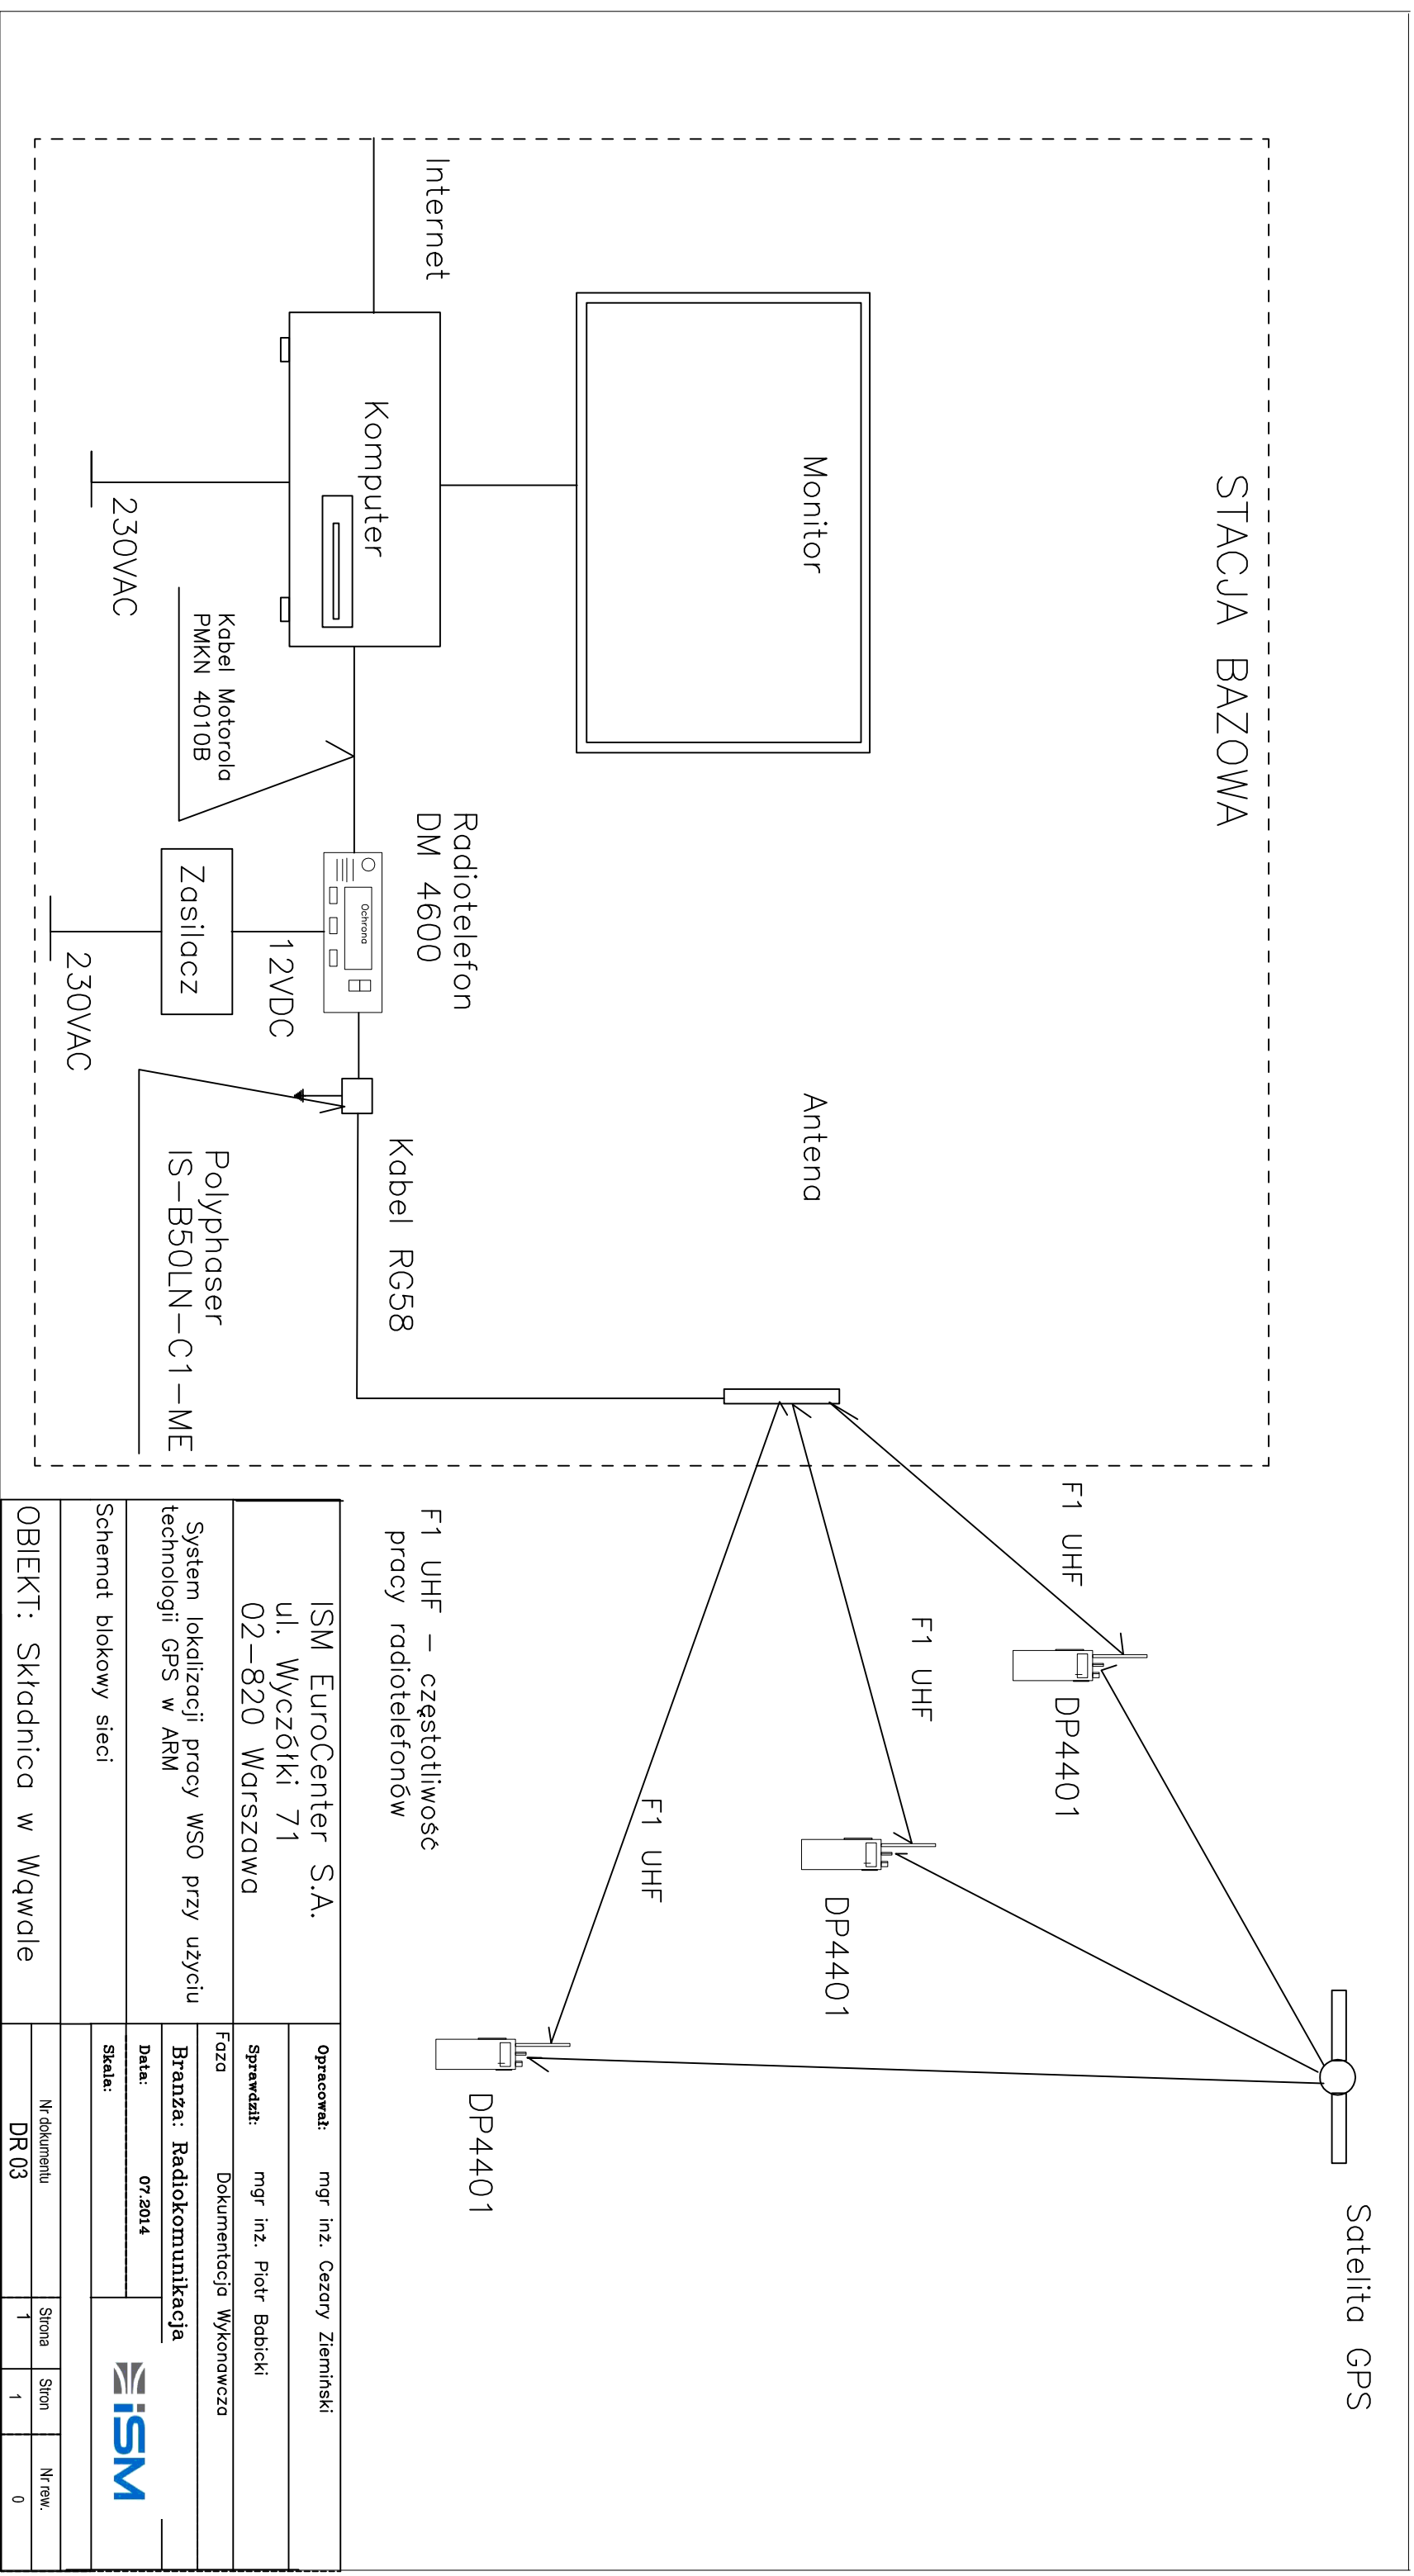 STACJA BAZOWA
Satelita GPS
Monitor
Antena
F1 UHF
DP4401
F1 UHF
DP4401
F1 UHF
DP4401
Internet
Komputer
230VAC
Kabel Motorola
PMKN 4010B
Radiotelefon
DM 4600
Ochrona
12VDC
Zasilacz
230VAC
Kabel RG58
Polyphaser
IS-B50LN-C1-ME
F1 UHF – częstotliwość
pracy radiotelefonów
ISM EuroCenter S.A.
ul. Wyczółki 71
02-820 Warszawa
System lokalizacji pracy WSO przy użyciu
technologii GPS w ARM
Schemat blokowy sieci
OBIEKT: Składnica w Wąwale
Opracował: mgr inż. Cezary Ziemiński
Sprawdził: mgr inż. Piotr Babicki
Faza Dokumentacja Wykonawcza
Branża: Radiokomunikacja
Data: 07.2014
Skala:
iSM
Nr dokumentu Strona Stron Nr rew.
DR 03 1 1 0